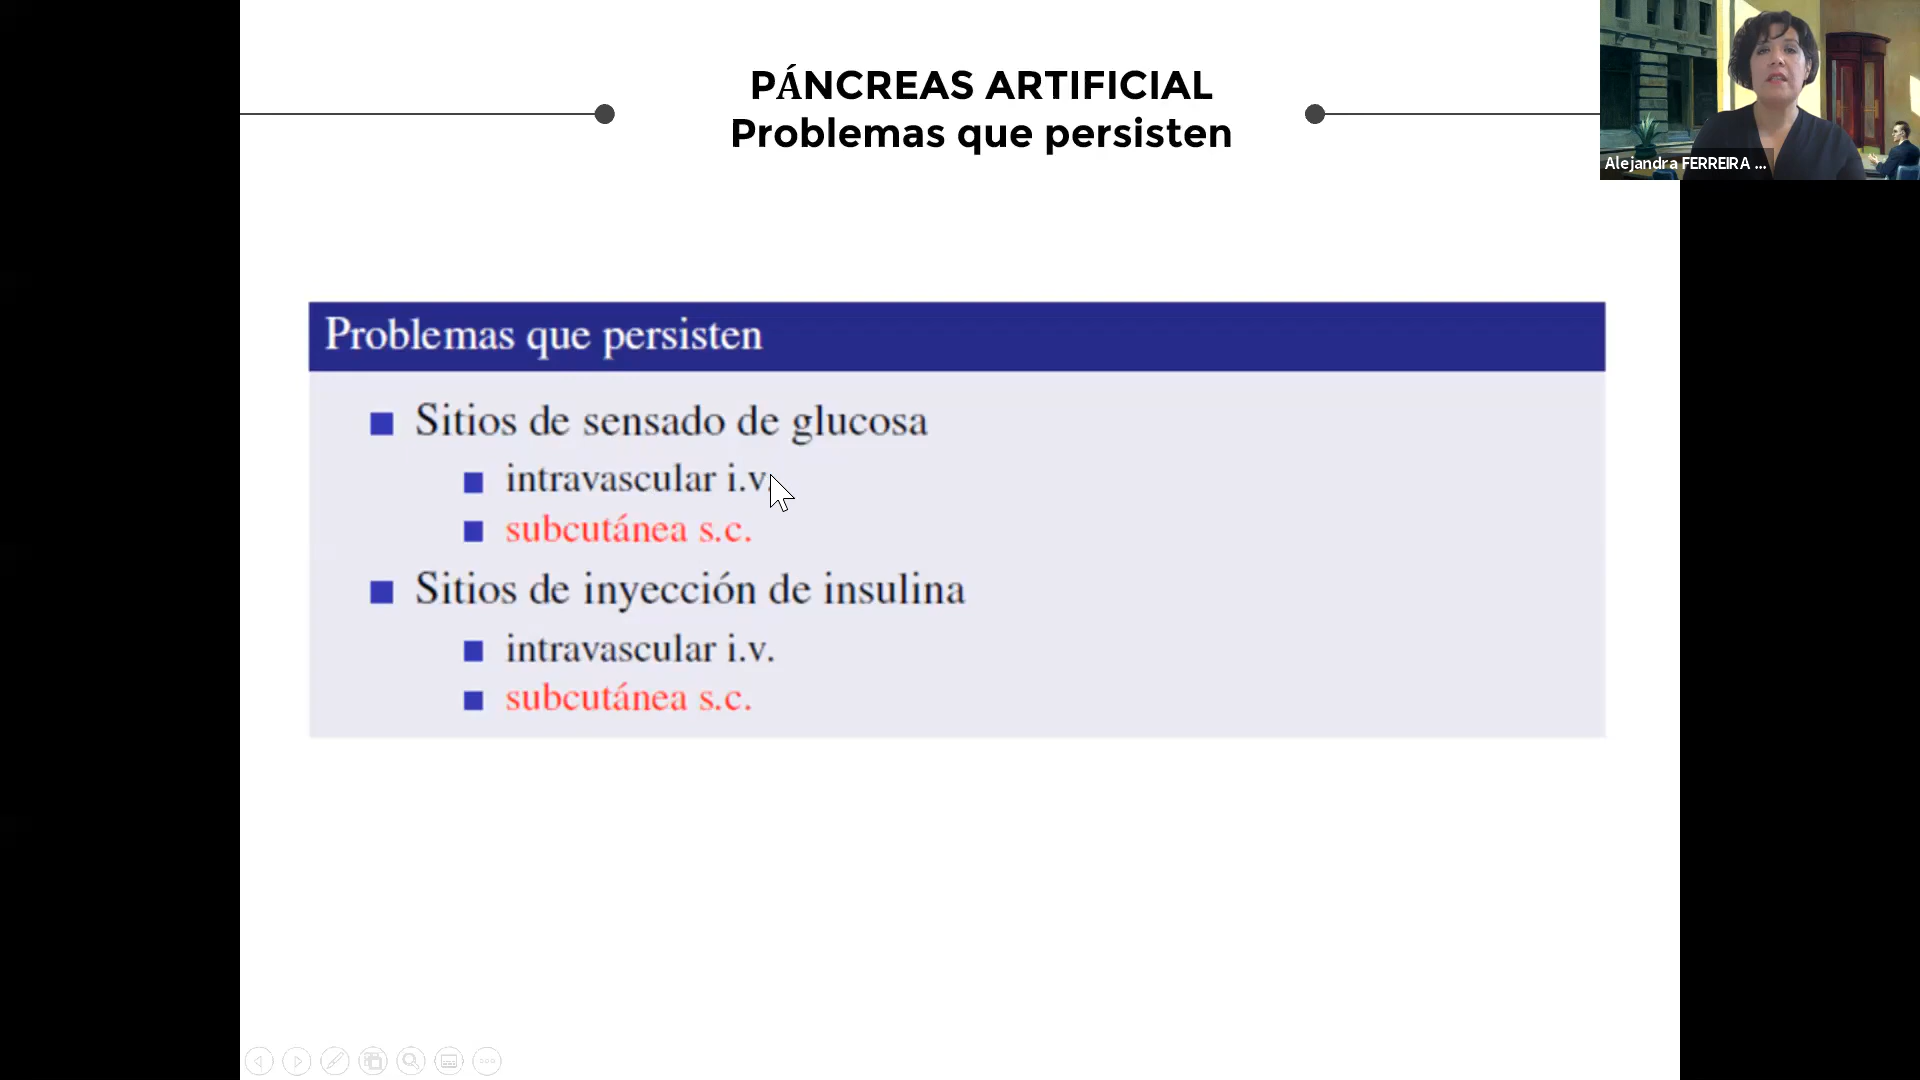 PÁNCREAS ARTIFICIAL
Problemas que persisten
Alejandra FERREIRA ...
Problemas que persisten
Sitios de sensado de glucosa
intravascular i.v.
subcutánea s.c.
Sitios de inyección de insulina
intravascular i.v.
subcutánea s.c.